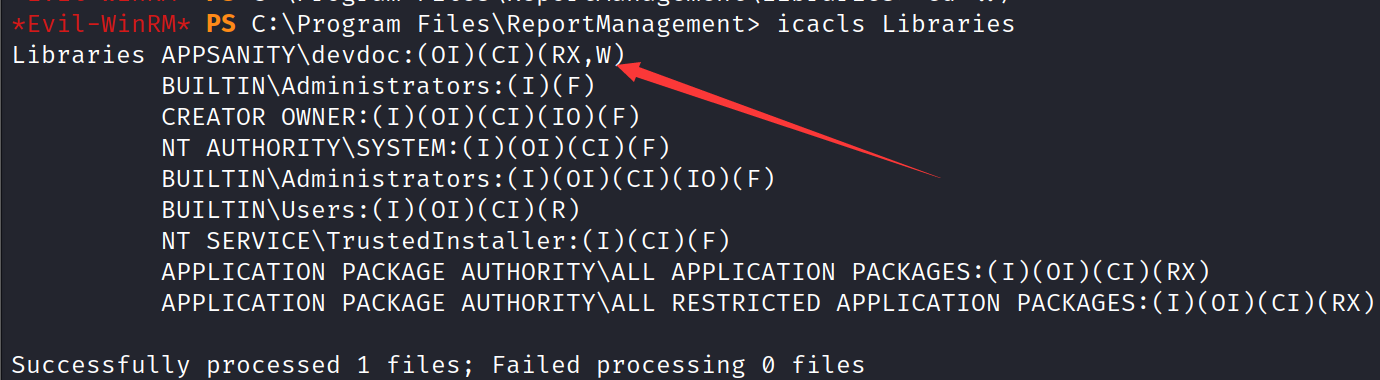 *Evil-WinRM* PS C:\Program Files\ReportManagement> icacls Libraries
Libraries APPSANITY\devdoc:(OI)(CI)(RX,W)
BUILTIN\Administrators:(I)(F)
CREATOR OWNER:(I)(OI)(CI)(IO)(F)
NT AUTHORITY\SYSTEM:(I)(OI)(CI)(F)
BUILTIN\Administrators:(I)(OI)(CI)(IO)(F)
BUILTIN\Users:(I)(OI)(CI)(R)
NT SERVICE\TrustedInstaller:(I)(CI)(F)
APPLICATION PACKAGE AUTHORITY\ALL APPLICATION PACKAGES:(I)(OI)(CI)(RX)
APPLICATION PACKAGE AUTHORITY\ALL RESTRICTED APPLICATION PACKAGES:(I)(OI)(CI)(RX)
Successfully processed 1 files; Failed processing 0 files